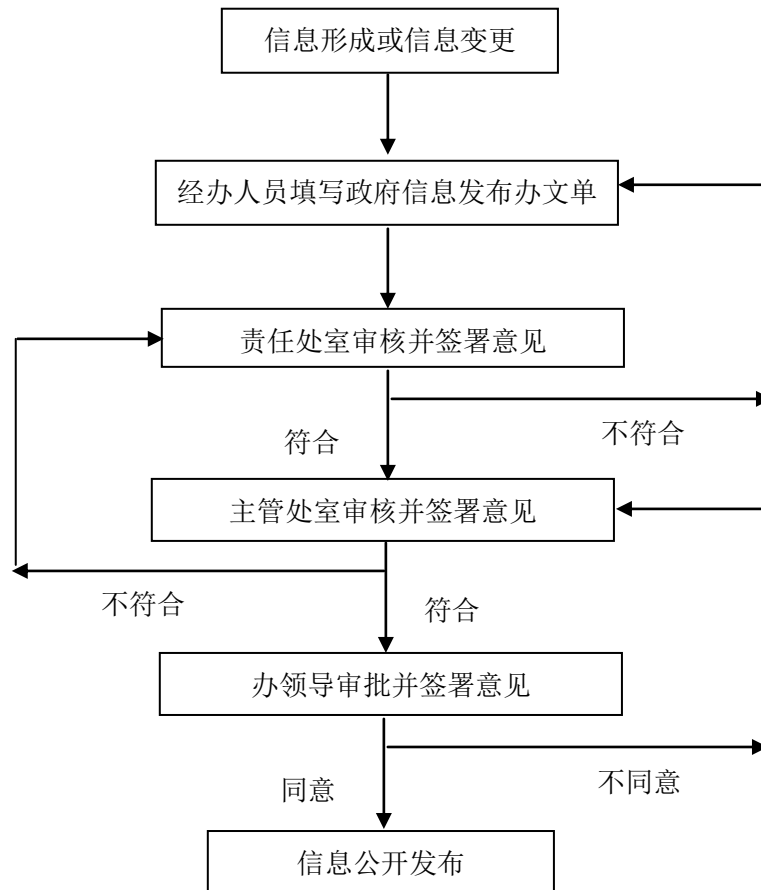 信息形成或信息变更
经办人员填写政府信息发布办文单
责任处室审核并签署意见
符合
不符合
主管处室审核并签署意见
不符合
符合
办领导审批并签署意见
同意
不同意
信息公开发布